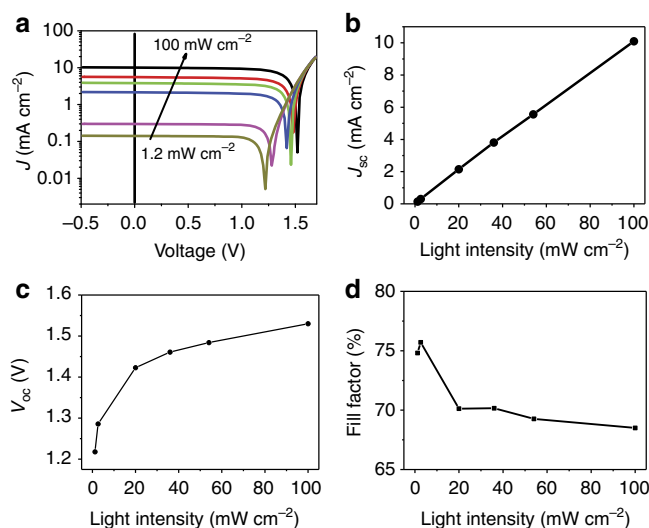 a
100
10
1
0.1
0.01
J (mA cm⁻²)
100 mW cm⁻²
1.2 mW cm⁻²
−0.5 0.0 0.5 1.0 1.5
Voltage (V)
b
10
8
6
4
2
0
Jsc (mA cm⁻²)
0 20 40 60 80 100
Light intensity (mW cm⁻²)
c
1.6
1.5
1.4
1.3
1.2
Voc (V)
0 20 40 60 80 100
Light intensity (mW cm⁻²)
d
80
75
70
65
Fill factor (%)
0 20 40 60 80 100
Light intensity (mW cm⁻²)